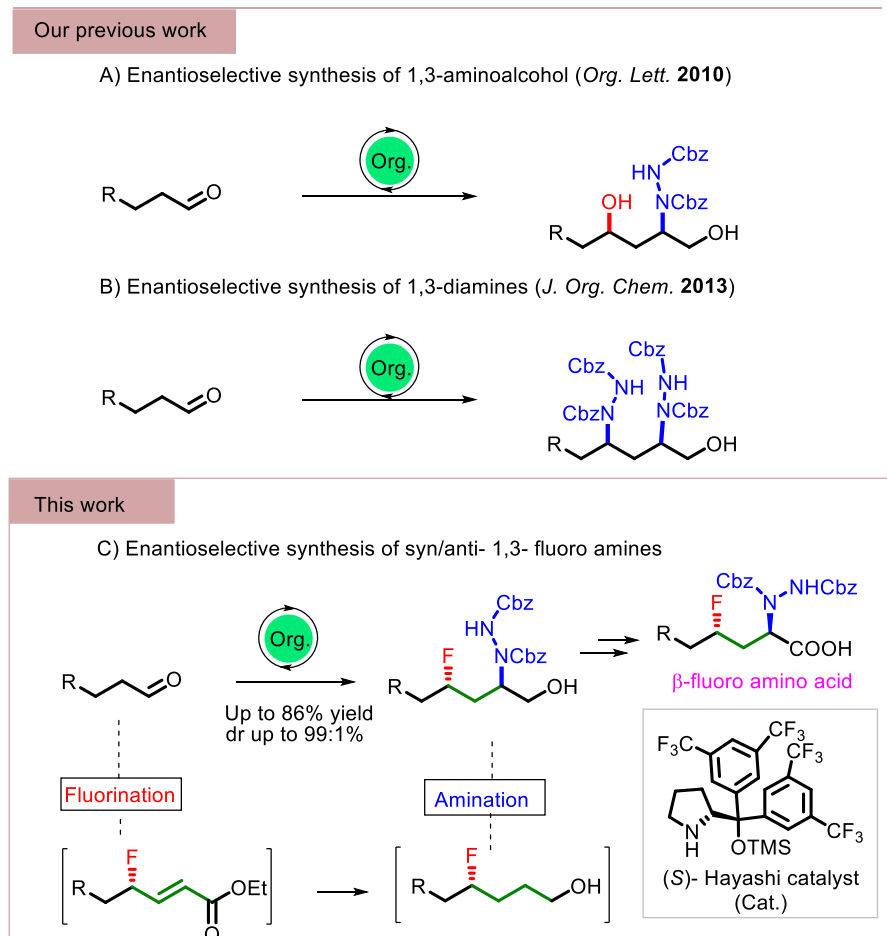 Our previous work
A) Enantioselective synthesis of 1,3-aminoalcohol (Org. Lett. 2010)
Org.
R
O
Cbz
HN
OH
NCbz
R
OH
B) Enantioselective synthesis of 1,3-diamines (J. Org. Chem. 2013)
Org.
R
O
Cbz
Cbz
NH
NH
CbzN
NCbz
R
OH
This work
C) Enantioselective synthesis of syn/anti- 1,3- fluoro amines
Org.
R
O
Up to 86% yield
dr up to 99:1%
Cbz
HN
F
NCbz
R
OH
Cbz
N
NHCbz
F
R
COOH
β-fluoro amino acid
Fluorination
Amination
F
R
OEt
O
F
R
OH
F3C
CF3
CF3
CF3
N
H
OTMS
(S)- Hayashi catalyst
(Cat.)